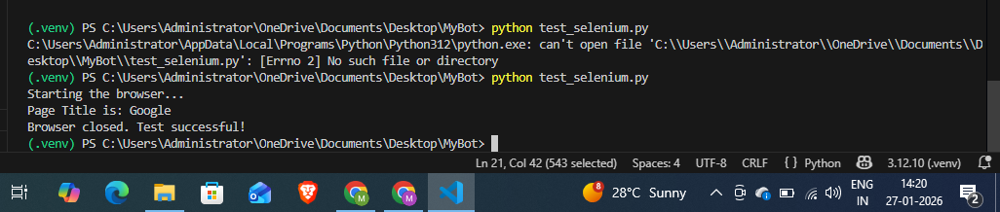 (.venv) PS C:\Users\Administrator\OneDrive\Documents\Desktop\MyBot> python test_selenium.py
C:\Users\Administrator\AppData\Local\Programs\Python\Python312\python.exe: can't open file 'C:\\Users\\Administrator\\OneDrive\\Documents\\D
esktop\\MyBot\\test_selenium.py': [Errno 2] No such file or directory
(.venv) PS C:\Users\Administrator\OneDrive\Documents\Desktop\MyBot> python test_selenium.py
Starting the browser...
Page Title is: Google
Browser closed. Test successful!
(.venv) PS C:\Users\Administrator\OneDrive\Documents\Desktop\MyBot>
Ln 21, Col 42 (543 selected) Spaces: 4 UTF-8 CRLF { } Python 3.12.10 (.venv)
M M 8 28°C Sunny ENG 14:20
IN 27-01-2026 2